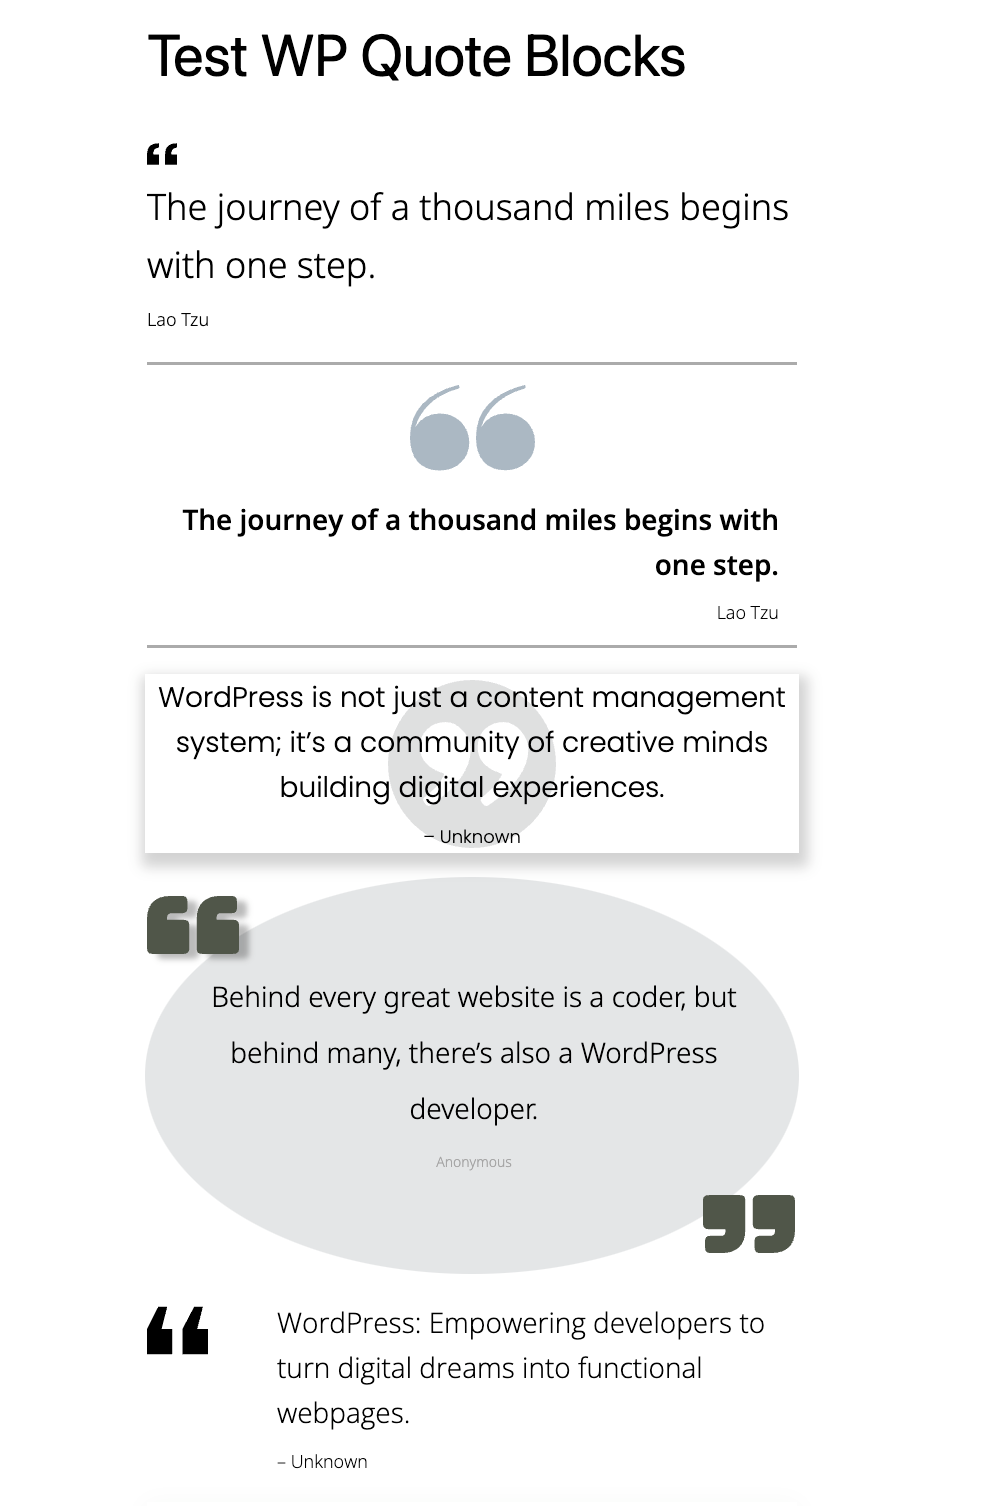 Test WP Quote Blocks
“
The journey of a thousand miles begins
with one step.
Lao Tzu
“
The journey of a thousand miles begins with
one step.
Lao Tzu
WordPress is not just a content management
system; it’s a community of creative minds
building digital experiences.
– Unknown
“
Behind every great website is a coder, but
behind many, there’s also a WordPress
developer.
Anonymous
”
“
WordPress: Empowering developers to
turn digital dreams into functional
webpages.
– Unknown